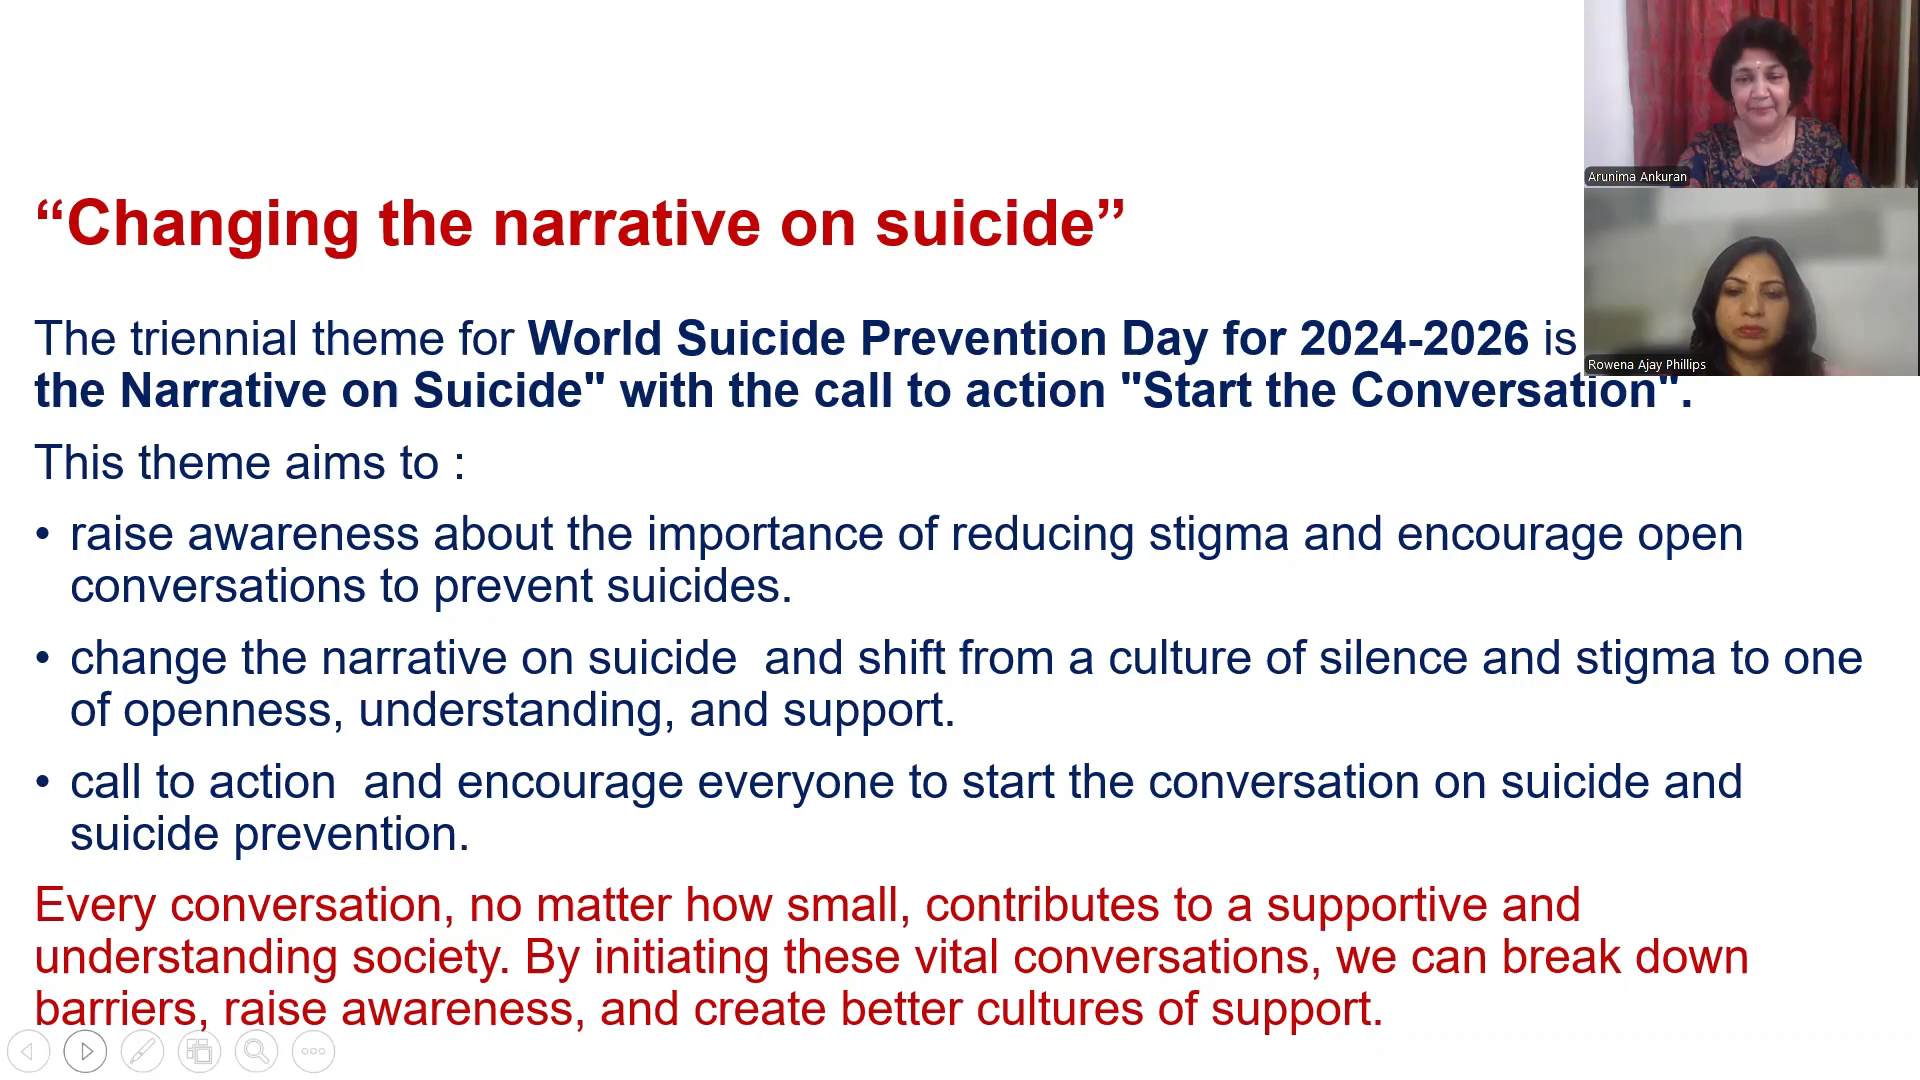 “Changing the narrative on suicide”
The triennial theme for World Suicide Prevention Day for 2024-2026 is
the Narrative on Suicide" with the call to action "Start the Conversation".
This theme aims to :
• raise awareness about the importance of reducing stigma and encourage open
conversations to prevent suicides.
• change the narrative on suicide  and shift from a culture of silence and stigma to one
of openness, understanding, and support.
• call to action  and encourage everyone to start the conversation on suicide and
suicide prevention.
Every conversation, no matter how small, contributes to a supportive and
understanding society. By initiating these vital conversations, we can break down
barriers, raise awareness, and create better cultures of support.
Arunima Ankuran
Rowena Ajay Phillips